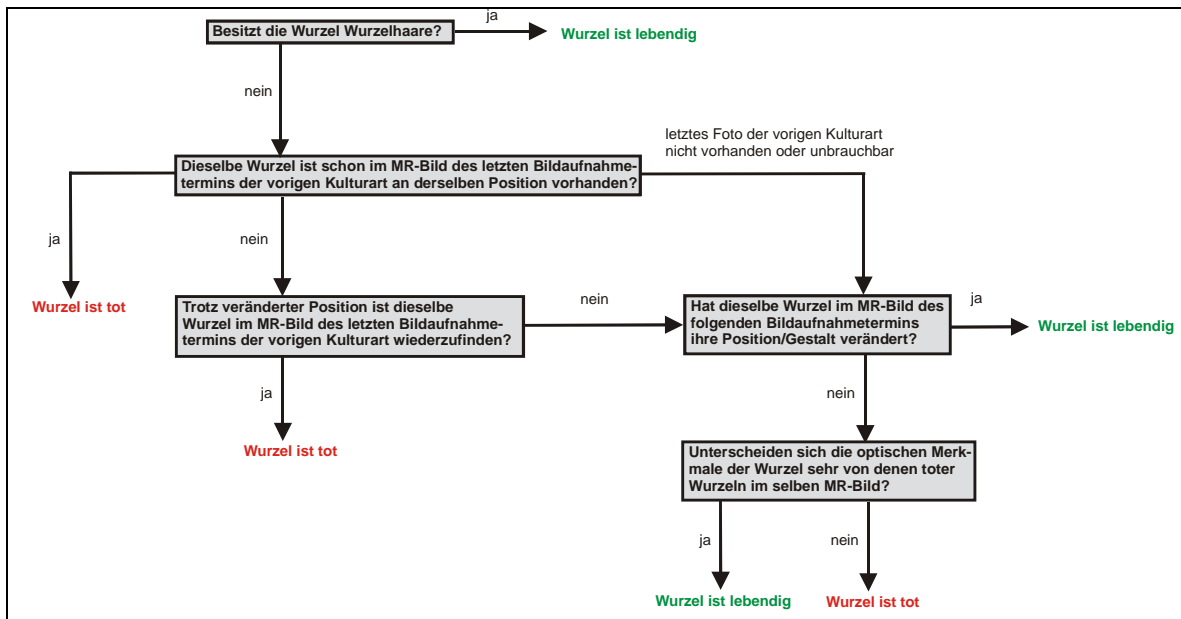 Besitzt die Wurzel Wurzelhaare?
ja
Wurzel ist lebendig
nein
letztes Foto der vorigen Kulturart
nicht vorhanden oder unbrauchbar
Dieselbe Wurzel ist schon im MR-Bild des letzten Bildaufnahme-
termins der vorigen Kulturart an derselben Position vorhanden?
ja
nein
Wurzel ist tot
Trotz veränderter Position ist dieselbe
Wurzel im MR-Bild des letzten Bildaufnahme-
termins der vorigen Kulturart wiederzufinden?
nein
Hat dieselbe Wurzel im MR-Bild des
folgenden Bildaufnahmetermins
ihre Position/Gestalt verändert?
ja
Wurzel ist lebendig
ja
nein
Wurzel ist tot
Unterscheiden sich die optischen Merk-
male der Wurzel sehr von denen toter
Wurzeln im selben MR-Bild?
ja
nein
Wurzel ist lebendig
Wurzel ist tot